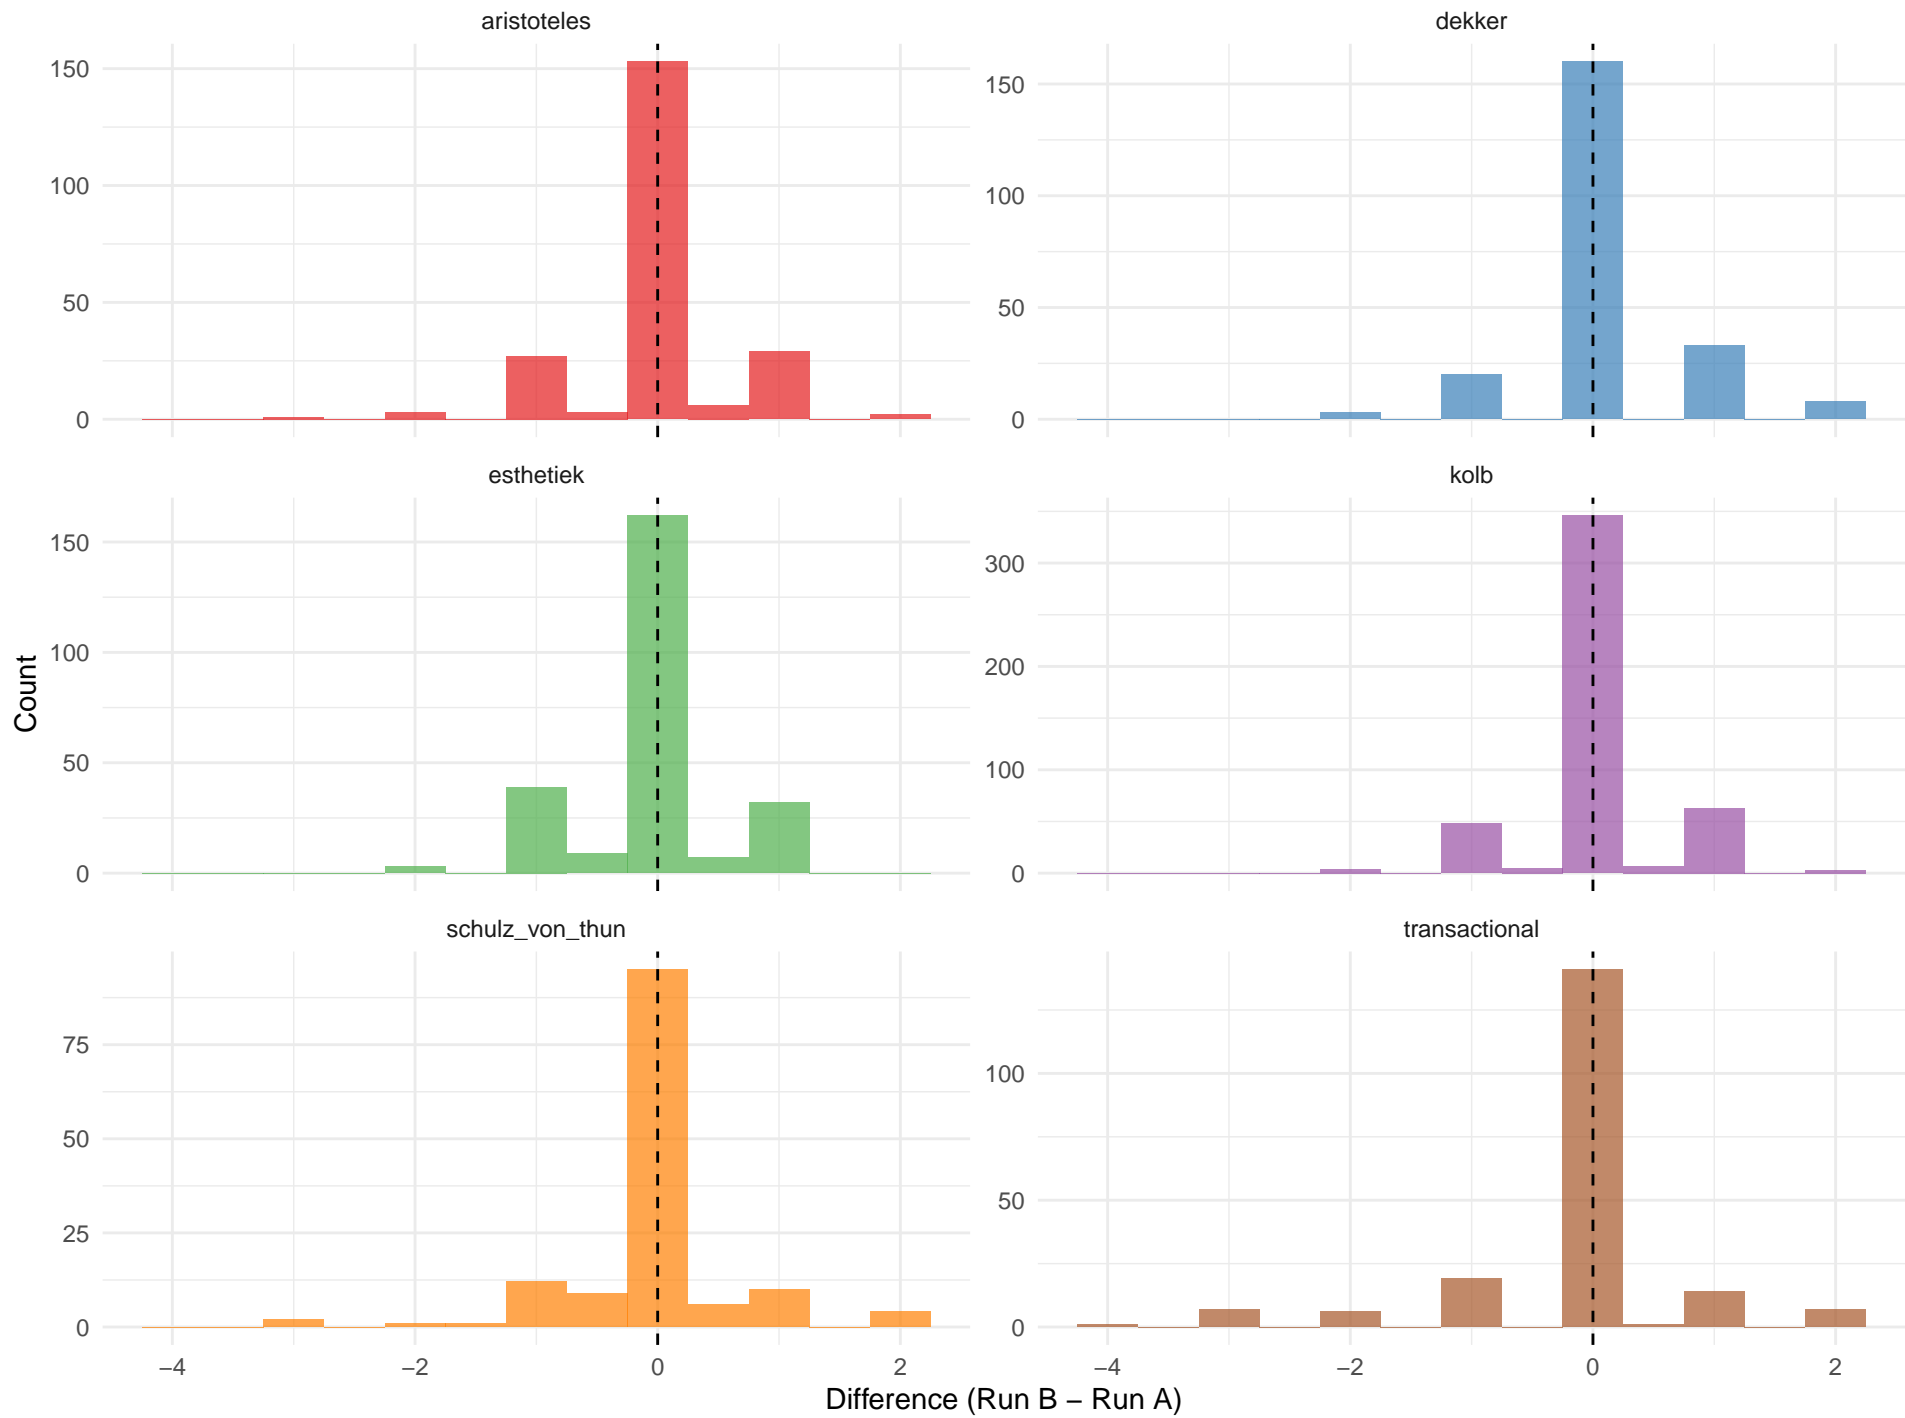 aristoteles
dekker
150
100
50
0
150
100
50
0
esthetiek
kolb
150
100
50
0
300
200
100
0
schulz_von_thun
transactional
75
50
25
0
100
50
0
−4 −2 0 2
−4 −2 0 2
Difference (Run B − Run A)
Count